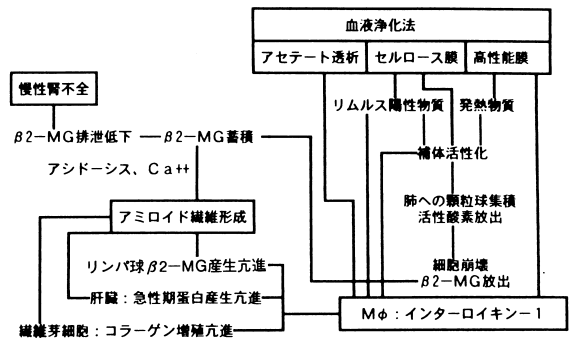 血液浄化法
アセテート透析
セルロース膜
高性能膜
慢性腎不全
リムルス陽性物質
発熱物質
β2-MG排泄低下
β2-MG蓄積
補体活性化
アシドーシス、Ca++
肺への顆粒球集積
活性酸素放出
アミロイド繊維形成
細胞崩壊
β2-MG放出
リンパ球β2-MG産生亢進
肝臓:急性期蛋白産生亢進
Mφ:インターロイキン-1
繊維芽細胞:コラーゲン増殖亢進